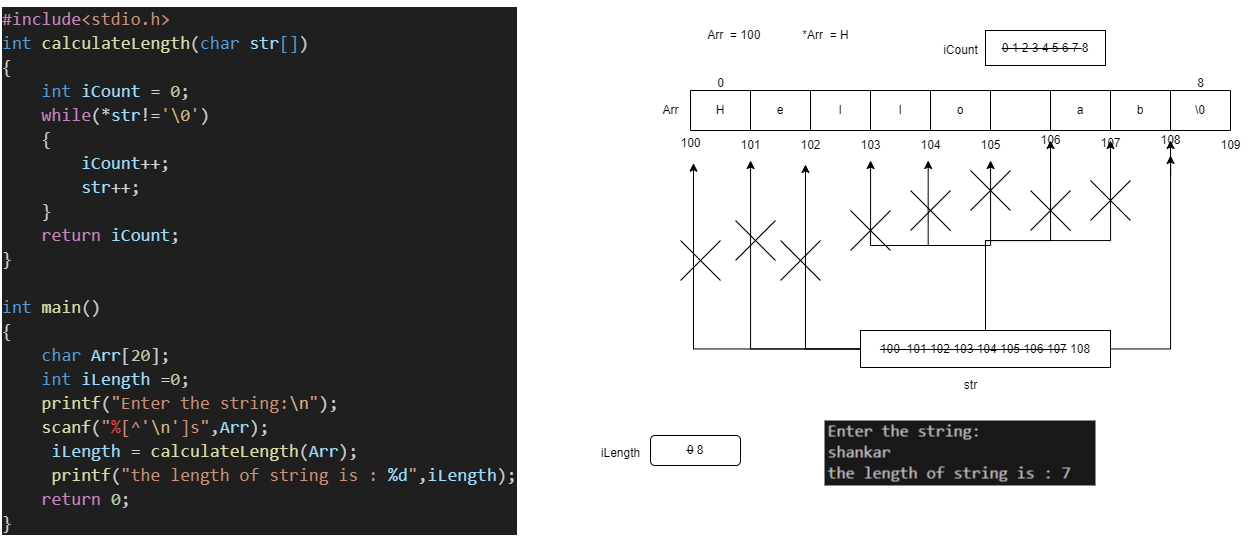 #include<stdio.h>
int calculateLength(char str[])
{
    int iCount = 0;
    while(*str!='\0')
    {
        iCount++;
        str++;
    }
    return iCount;
}

int main()
{
    char Arr[20];
    int iLength =0;
    printf("Enter the string:\n");
    scanf("%[^'\n']s",Arr);
     iLength = calculateLength(Arr);
     printf("the length of string is : %d",iLength);
    return 0;
}
Arr = 100 *Arr = H
iCount 0 1 2 3 4 5 6 7 8
0 8
Arr H e l l o a b \0
100 101 102 103 104 105 106 107 108 109
100 101 102 103 104 105 106 107 108
str
iLength 0 8
Enter the string:
shankar
the length of string is : 7